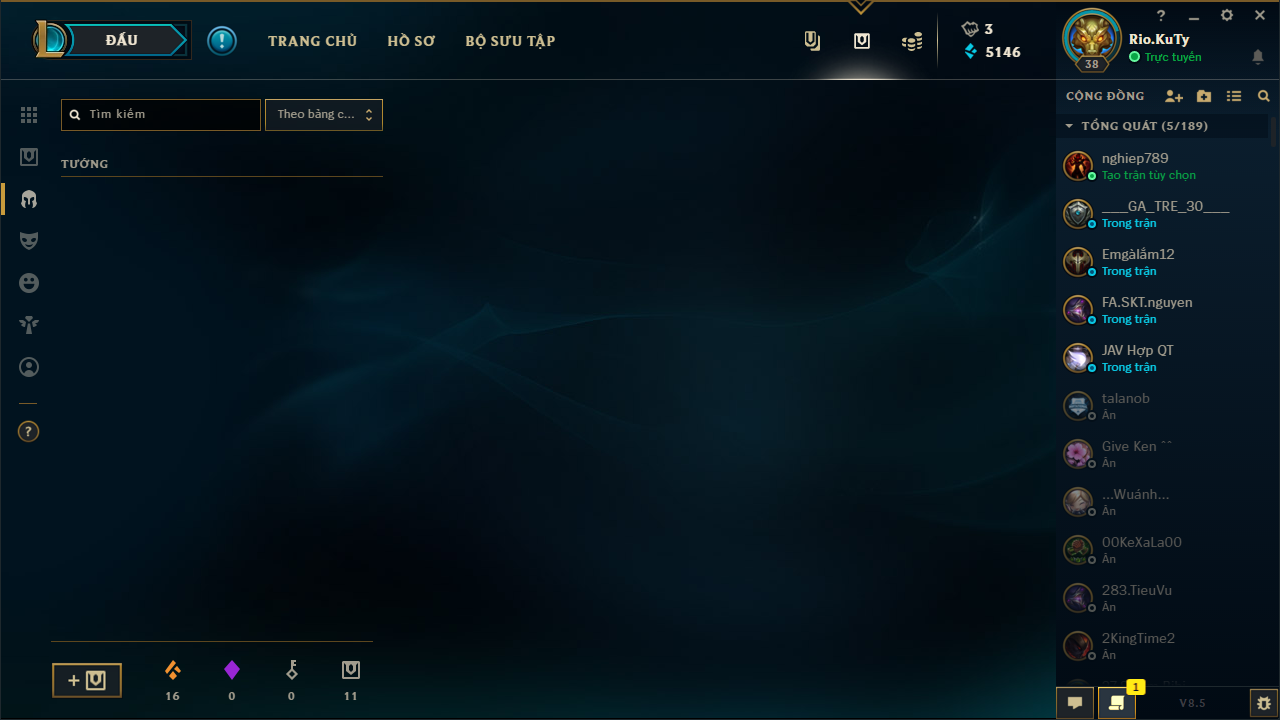 ĐẤU
TRANG CHỦ
HỒ SƠ
BỘ SƯU TẬP
3
5146
?
38
Rio.KuTy
Trực tuyến
Tìm kiếm
Theo bảng c...
TƯỚNG
?
16
0
0
11
CỘNG ĐỒNG
TỔNG QUÁT (5/189)
nghiep789
Tạo trận tùy chọn
____GA_TRE_30____
Trong trận
Emgàlắm12
Trong trận
FA.SKT.nguyen
Trong trận
JAV Hợp QT
Trong trận
talanob
Ẩn
Give Ken ^^
Ẩn
...Wuánh...
Ẩn
00KeXaLa00
Ẩn
283.TieuVu
Ẩn
2KingTime2
Ẩn
1
V8.5